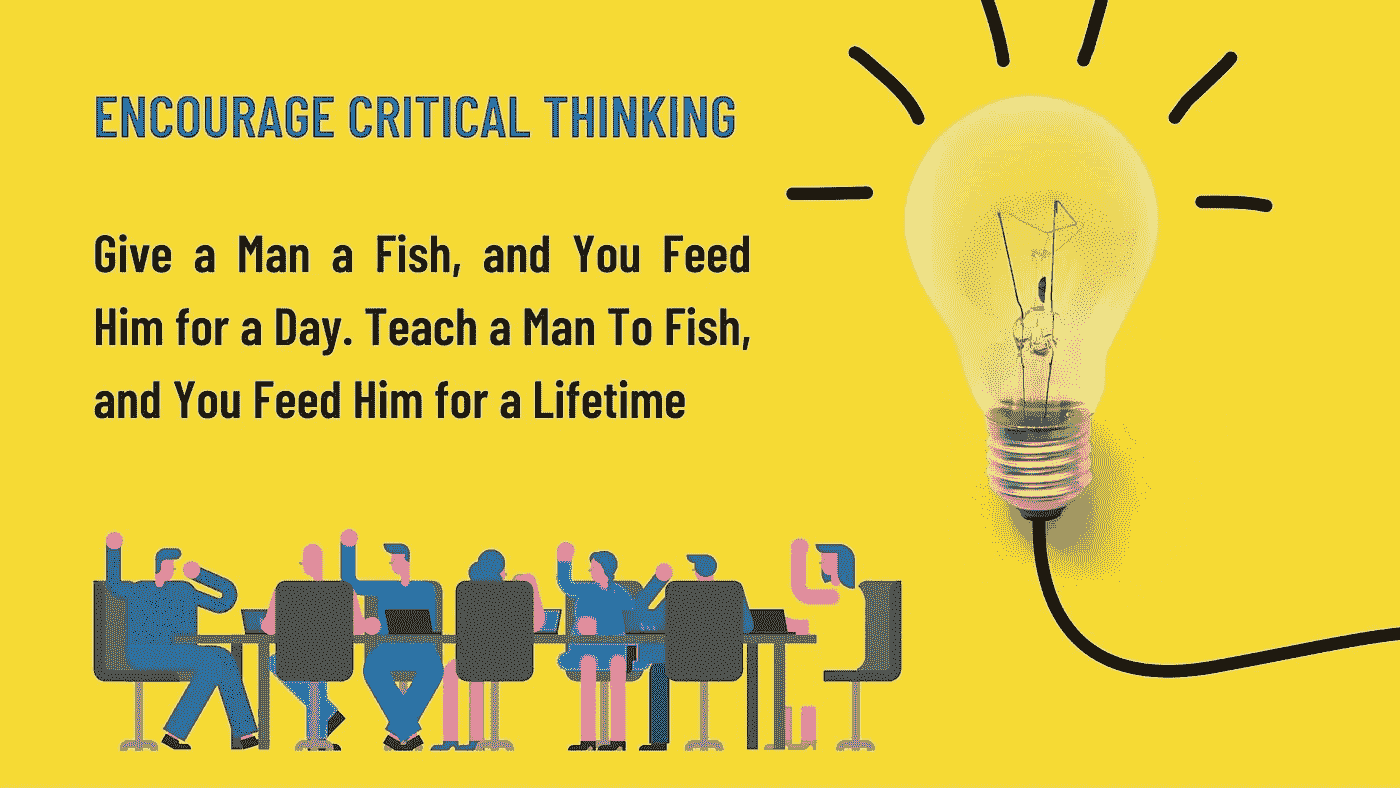 ENCOURAGE CRITICAL THINKING
Give a Man a Fish, and You Feed
Him for a Day. Teach a Man To Fish,
and You Feed Him for a Lifetime